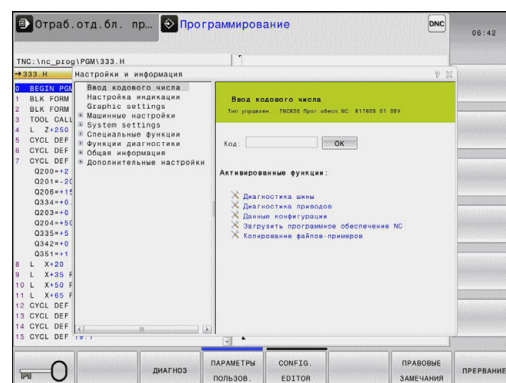 Отраб. отд.бл. пр…
Программирование
DNC
06:42
TNC:\nc_prog\PGM\333.H
→333.H
Настройки и информация
0 BEGIN PGM
1 BLK FORM
2 BLK FORM
3 TOOL CALL
4 L Z+250
5 CYCL DEF
6 CYCL DEF
7 CYCL DEF
Q200=+2
Q201=-20
Q206=+15
Q334=+0.
Q203=+0
Q204=+50
Q335=+5
Q342=+0
Q351=+1
8 L X+20
9 L X+35 F
10 L X+50 F
11 L X+65 F
12 CYCL DEF
13 CYCL DEF
14 CYCL DEF
15 CYCL DEF 19.1
Ввод кодового числа
Настройка индикации
Graphic settings
Машинные настройки
System settings
Специальные функции
Функции диагностики
Общая информация
Дополнительные настройки
Ввод кодового числа
Тип управлен.: TNC620 Прог.обесп.NC: 817605 01 DEV
Код:
OK
Активированные функции:
Диагностика шины
Диагностика приводов
Данные конфигурации
Загрузить программное обеспечение NC
Копирование файлов-примеров
ДИАГНОЗ
ПАРАМЕТРЫ
ПОЛЬЗОВ.
CONFIG.
EDITOR
ПРАВОВЫЕ
ЗАМЕЧАНИЯ
ПРЕРВАНИЕ